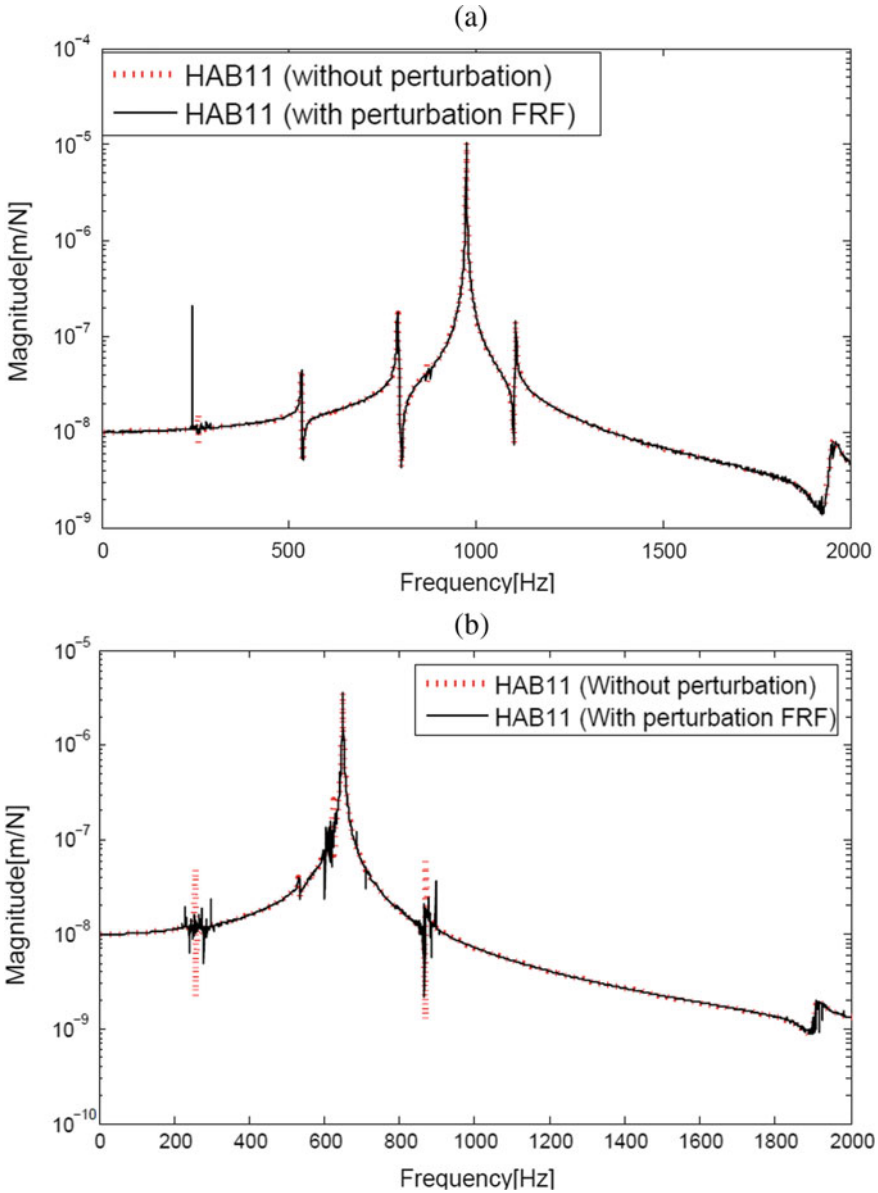 (a)
10⁻⁴
HAB11 (without perturbation)
HAB11 (with perturbation FRF)
10⁻⁵
10⁻⁶
10⁻⁷
10⁻⁸
10⁻⁹
Magnitude[m/N]
0 500 1000 1500 2000
Frequency[Hz]
(b)
10⁻⁵
HAB11 (Without perturbation)
HAB11 (With perturbation FRF)
10⁻⁶
10⁻⁷
10⁻⁸
10⁻⁹
10⁻¹⁰
Magnitude[m/N]
0 200 400 600 800 1000 1200 1400 1600 1800 2000
Frequency[Hz]